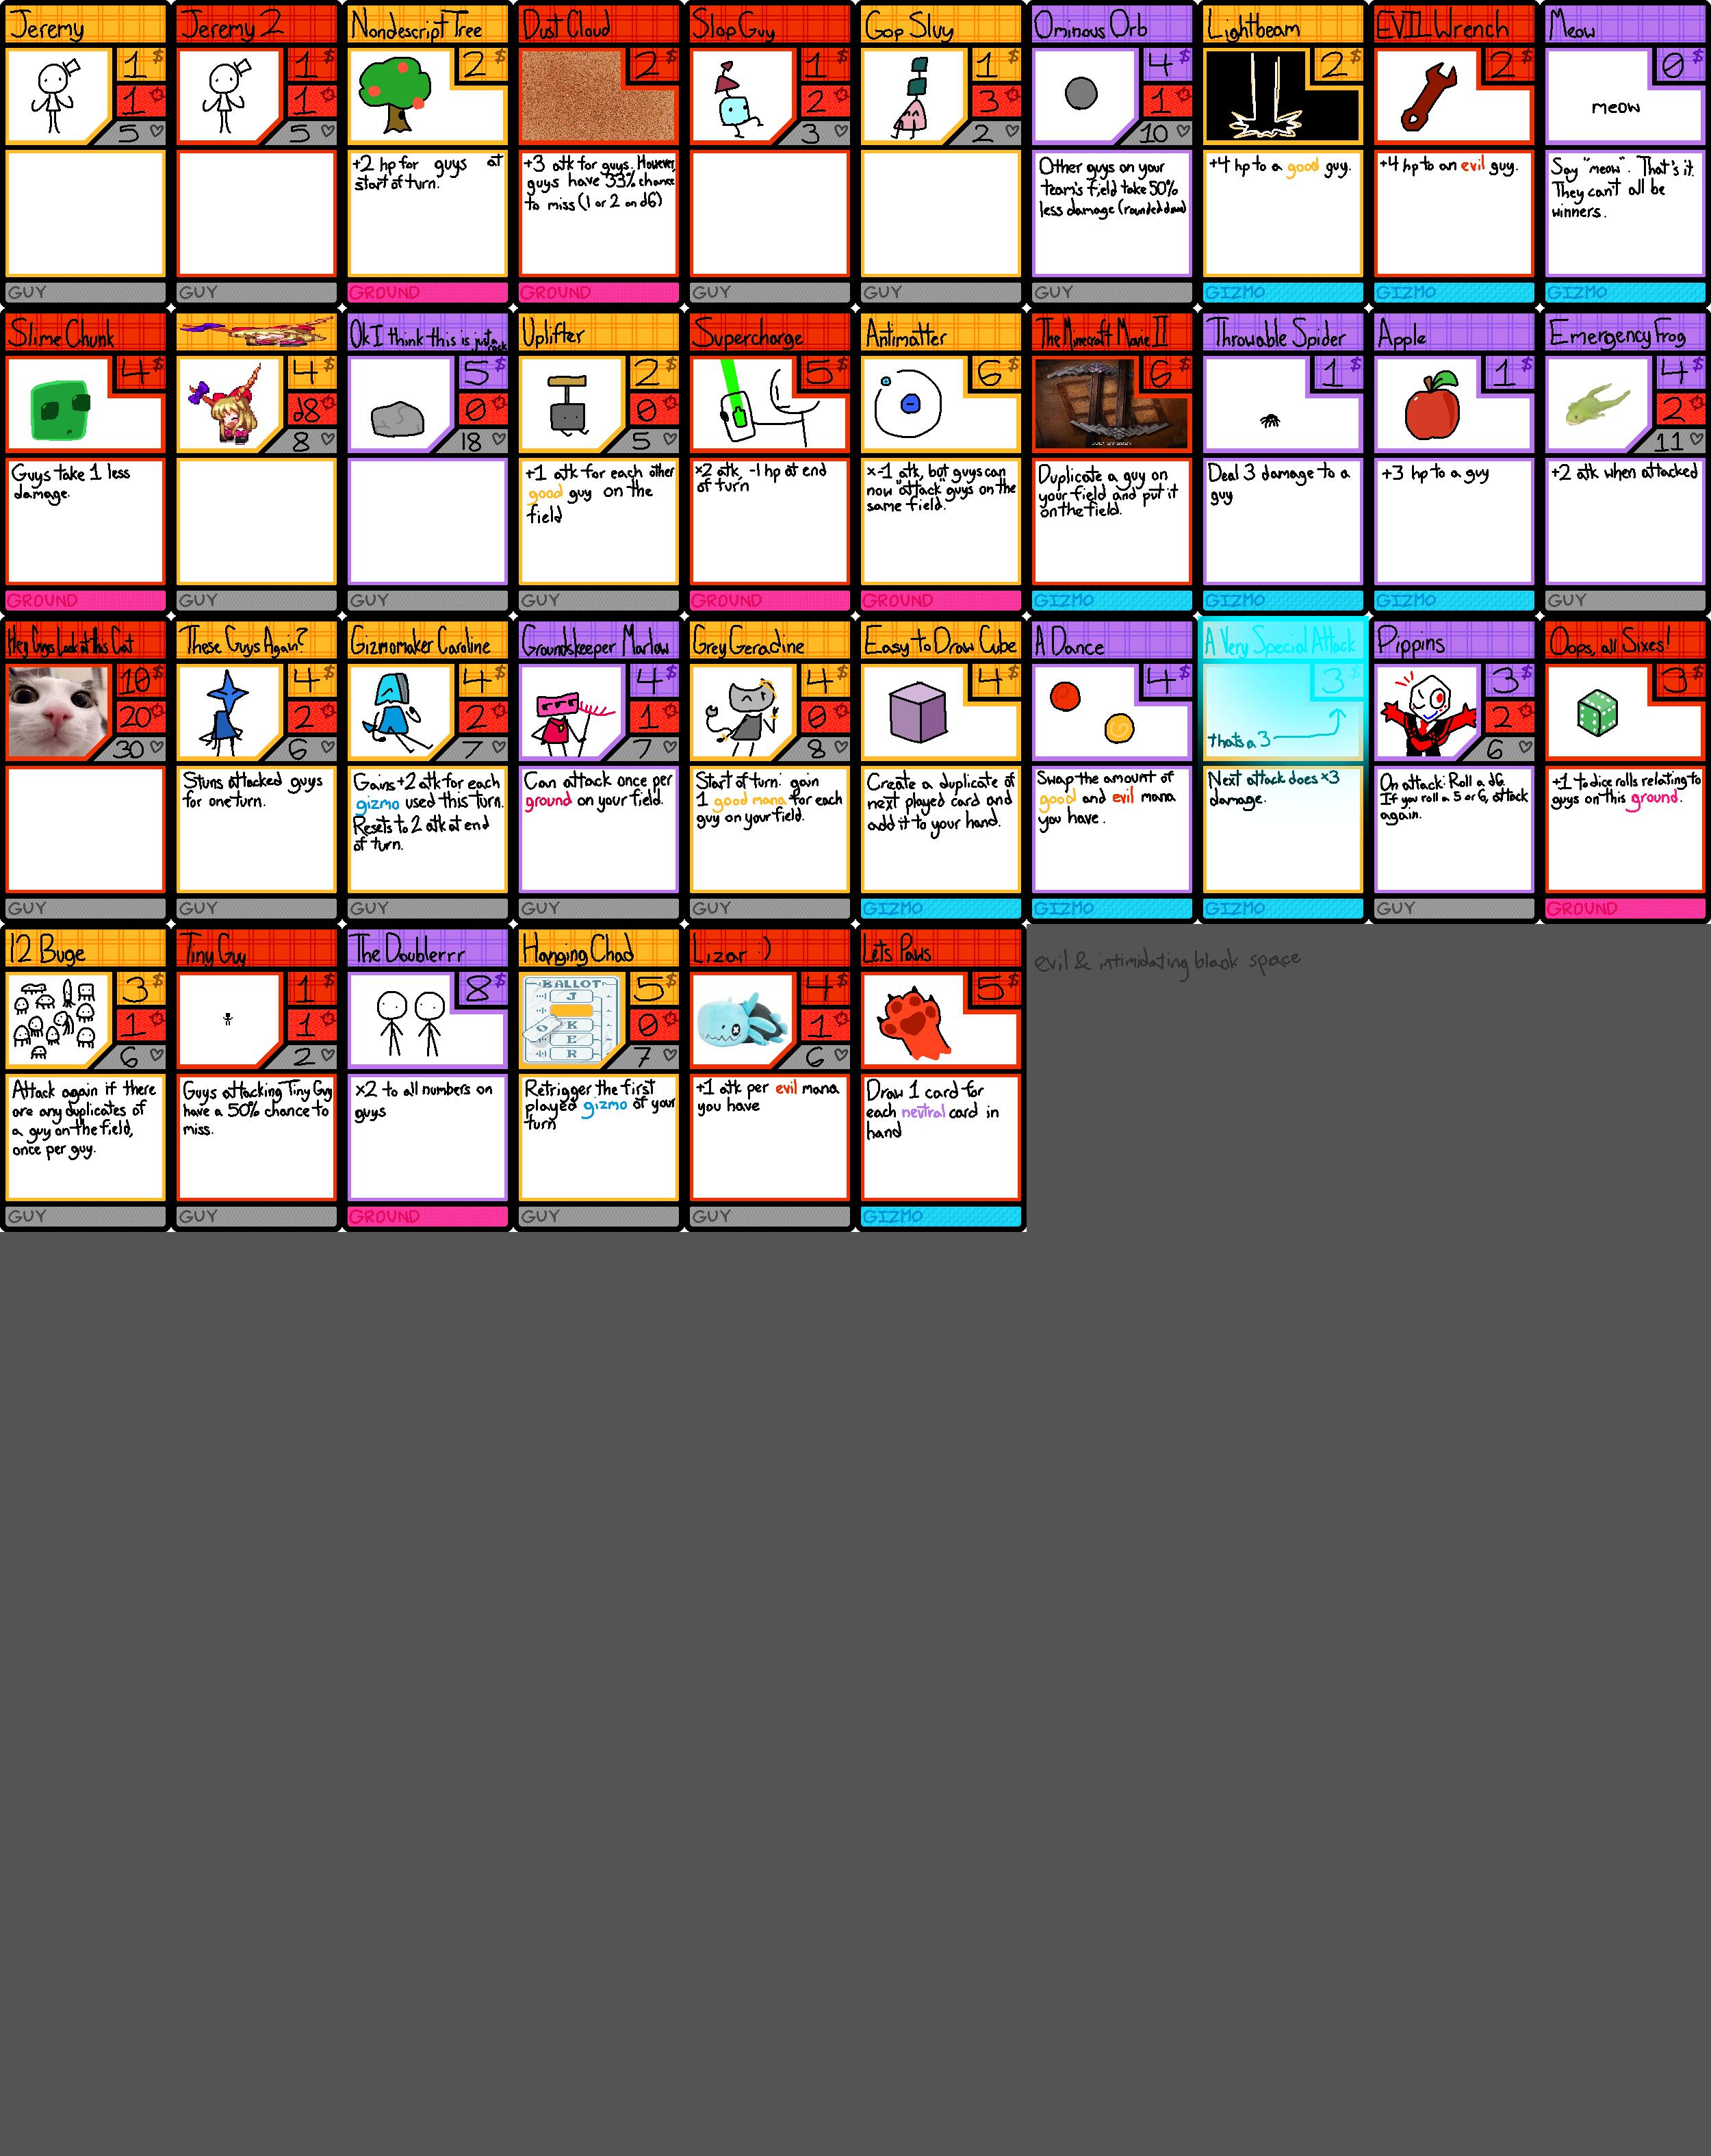 Jeremy
1$
1
5
GUY
Jeremy 2
1$
1
5
GUY
Nondescript Tree
2$
+2 hp for guys at
start of turn.
GROUND
Dust Cloud
2$
+3 atk for guys. However,
guys have 33% chance
to miss (1 or 2 on d6)
GROUND
Slop Guy
1$
2
3
GUY
Gop Sluy
1$
3
2
GUY
Ominous Orb
4$
1
10
Other guys on your
team's field take 50%
less damage (rounded down)
GUY
Lightbeam
2$
+4 hp to a good guy.
GIZMO
EVIL Wrench
2$
+4 hp to an evil guy.
GIZMO
Meow
0$
meow
Say "meow". That's it.
They can't all be
winners.
GIZMO
Slime Chunk
4$
Guys take 1 less
damage.
GROUND
4$
d8
8
GUY
Ok I think this is just a
rock
5$
0
18
GUY
Uplifter
2$
0
5
+1 atk for each other
good guy on the
field
GUY
Supercharge
5$
x2 atk, -1 hp at end
of turn
GROUND
Antimatter
6$
x-1 atk, but guys can
now "attack" guys on the
same field.
GROUND
The Minecraft Movie II
6$
JULY 23 2027
Duplicate a guy on
your field and put it
on the field.
GIZMO
Throwable Spider
1$
Deal 3 damage to a
guy
GIZMO
Apple
1$
+3 hp to a guy
GIZMO
Emergency Frog
4$
2
11
+2 atk when attacked
GUY
Hey Guys Look at this Cat
10$
20
30
GUY
These Guys Again?
4$
2
6
Stuns attacked guys
for one turn.
GUY
Gizmomaker Caroline
4$
2
7
Gains +2 atk for each
gizmo used this turn.
Resets to 2 atk at end
of turn.
GUY
Groundskeeper Marlow
4$
1
7
Can attack once per
ground on your field.
GUY
Grey Geradine
4$
0
8
Start of turn: gain
1 good mana for each
guy on your field.
GUY
Easy to Draw Cube
4$
Create a duplicate of
next played card and
add it to your hand.
GIZMO
A Dance
4$
Swap the amount of
good and evil mana
you have.
GIZMO
A Very Special Attack
3$
thats a 3
Next attack does x3
damage.
GIZMO
Pippins
3$
2
6
On attack: Roll a d6.
If you roll a 5 or 6, attack
again.
GUY
Oops, all Sixes!
3$
+1 to dice rolls relating to
guys on this ground.
GROUND
12 Buge
3$
1
6
Attack again if there
are any duplicates of
a guy on the field,
once per guy.
GUY
Tiny Guy
1$
1
2
Guys attacking Tiny Guy
have a 50% chance to
miss.
GUY
The Doublerrr
8$
x2 to all numbers on
guys
GROUND
Hanging Chad
5$
0
7
BALLOT
J
O
K
E
R
Retrigger the first
played gizmo of your
turn
GUY
Lizar :)
4$
1
6
+1 atk per evil mana
you have
GUY
Lets Paws
5$
Draw 1 card for
each neutral card in
hand
GIZMO
evil & intimidating blank space